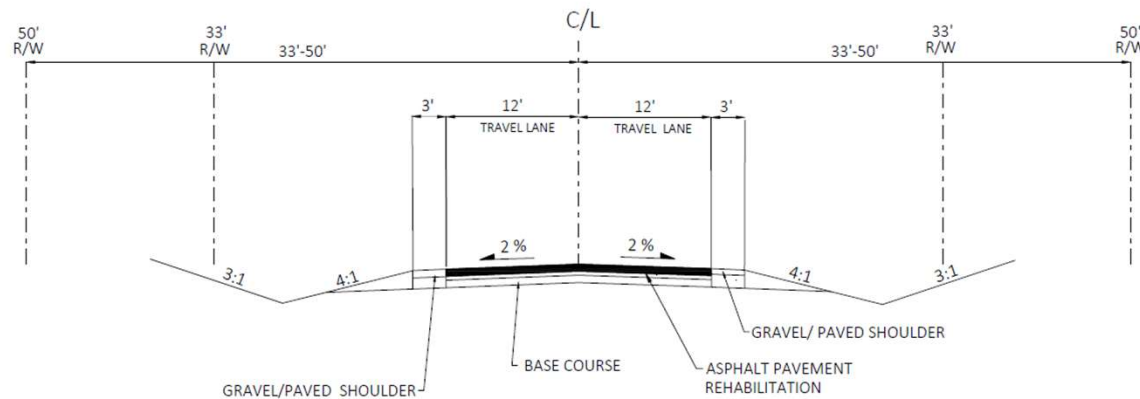 C/L
50'
R/W
33'
R/W
33'-50'
33'-50'
33'
R/W
50'
R/W
3'
12'
12'
3'
TRAVEL LANE
TRAVEL LANE
2 %
2 %
3:1
4:1
4:1
3:1
GRAVEL/ PAVED SHOULDER
BASE COURSE
ASPHALT PAVEMENT
REHABILITATION
GRAVEL/PAVED SHOULDER